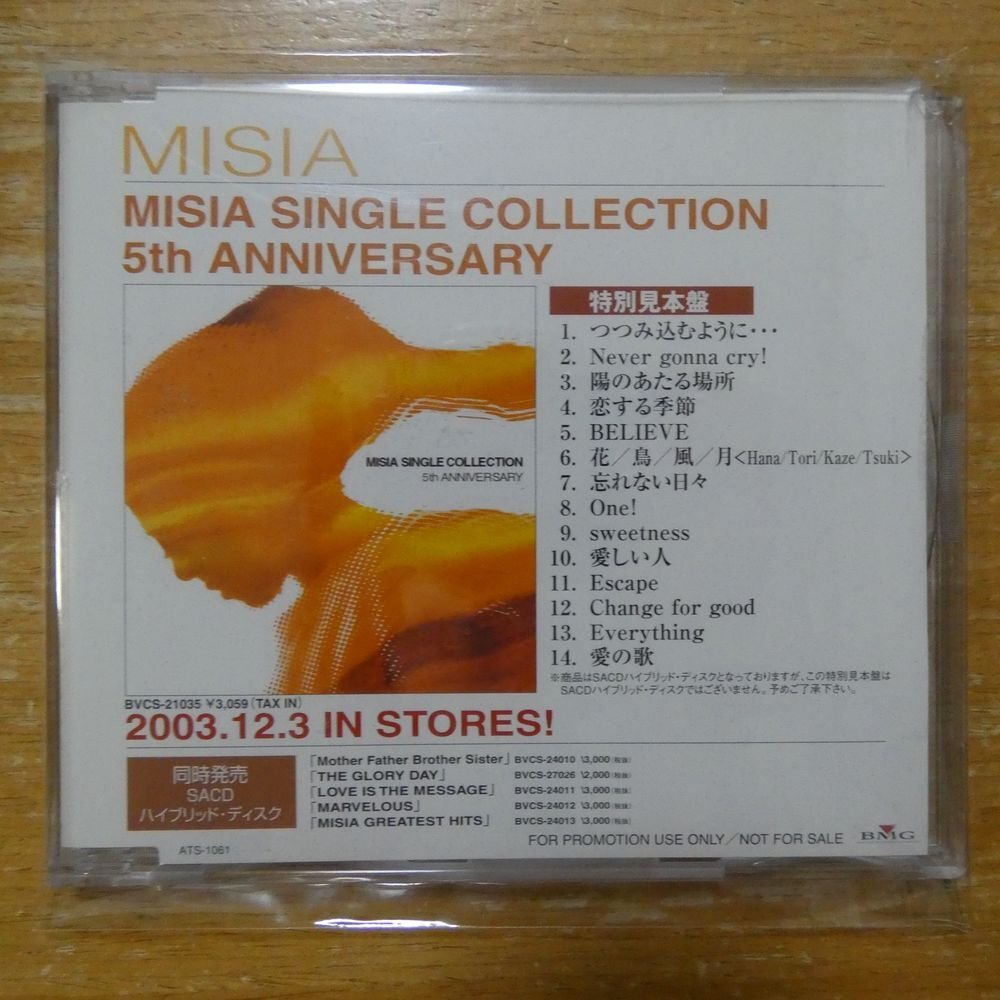 MISIA
MISIA SINGLE COLLECTION
5th ANNIVERSARY
MISIA SINGLE COLLECTION
5th ANNIVERSARY
特別見本盤
1. つつみ込むように･･･
2. Never gonna cry!
3. 陽のあたる場所
4. 恋する季節
5. BELIEVE
6. 花／鳥／風／月<Hana/Tori/Kaze/Tsuki>
7. 忘れない日々
8. One!
9. sweetness
10. 愛しい人
11. Escape
12. Change for good
13. Everything
14. 愛の歌
※商品はSACDハイブリッド・ディスクとなっておりますが、この特別見本盤は
SACDハイブリッド・ディスクではございません。予めご了承下さい。
BVCS-21035 ¥3,059 (TAX IN)
2003.12.3 IN STORES!
同時発売
SACD
ハイブリッド・ディスク
「Mother Father Brother Sister」 BVCS-24010 \3,000 (税抜)
「THE GLORY DAY」 BVCS-27026 \2,000 (税抜)
「LOVE IS THE MESSAGE」 BVCS-24011 \3,000 (税抜)
「MARVELOUS」 BVCS-24012 \3,000 (税抜)
「MISIA GREATEST HITS」 BVCS-24013 \3,000 (税抜)
ATS-1061
FOR PROMOTION USE ONLY／NOT FOR SALE
BMG